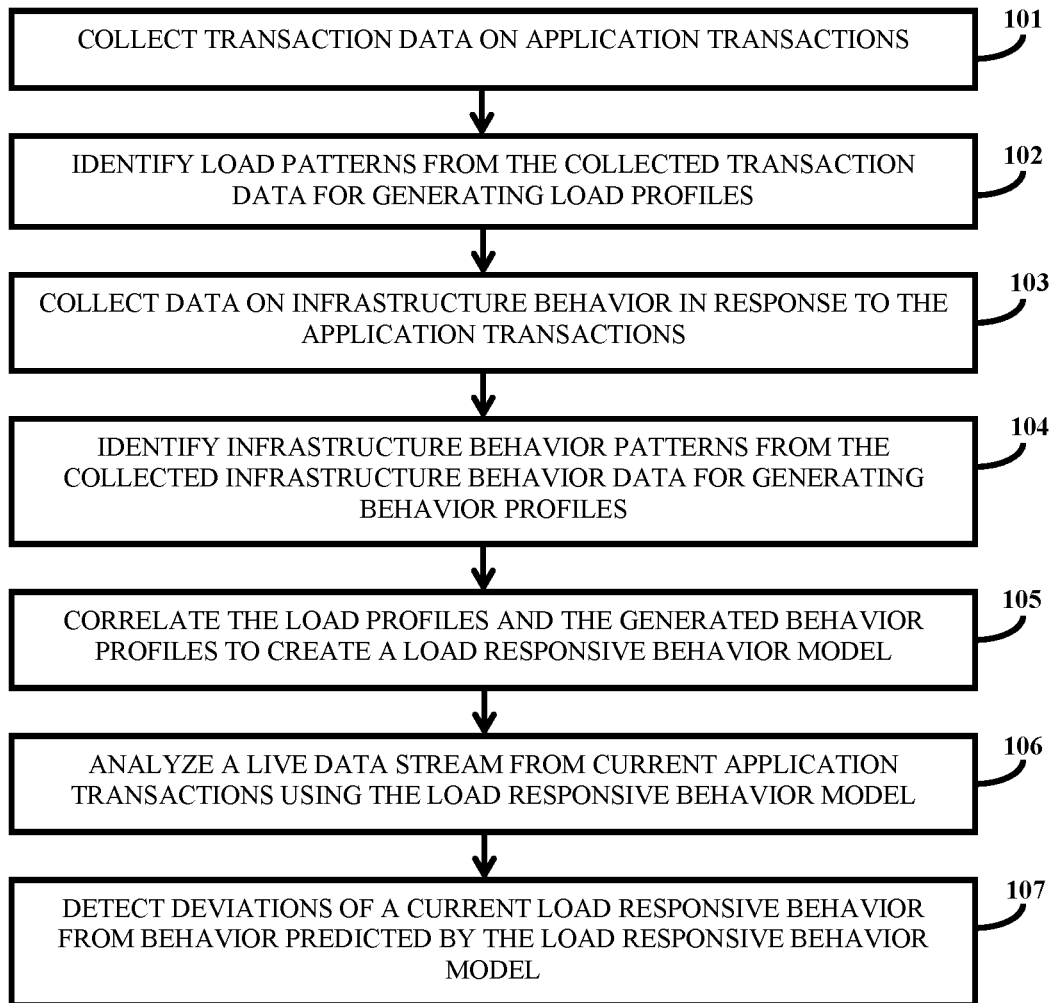 COLLECT TRANSACTION DATA ON APPLICATION TRANSACTIONS
101
IDENTIFY LOAD PATTERNS FROM THE COLLECTED TRANSACTION
DATA FOR GENERATING LOAD PROFILES
102
COLLECT DATA ON INFRASTRUCTURE BEHAVIOR IN RESPONSE TO THE
APPLICATION TRANSACTIONS
103
IDENTIFY INFRASTRUCTURE BEHAVIOR PATTERNS FROM THE
COLLECTED INFRASTRUCTURE BEHAVIOR DATA FOR GENERATING
BEHAVIOR PROFILES
104
CORRELATE THE LOAD PROFILES AND THE GENERATED BEHAVIOR
PROFILES TO CREATE A LOAD RESPONSIVE BEHAVIOR MODEL
105
ANALYZE A LIVE DATA STREAM FROM CURRENT APPLICATION
TRANSACTIONS USING THE LOAD RESPONSIVE BEHAVIOR MODEL
106
DETECT DEVIATIONS OF A CURRENT LOAD RESPONSIVE BEHAVIOR
FROM BEHAVIOR PREDICTED BY THE LOAD RESPONSIVE BEHAVIOR
MODEL
107